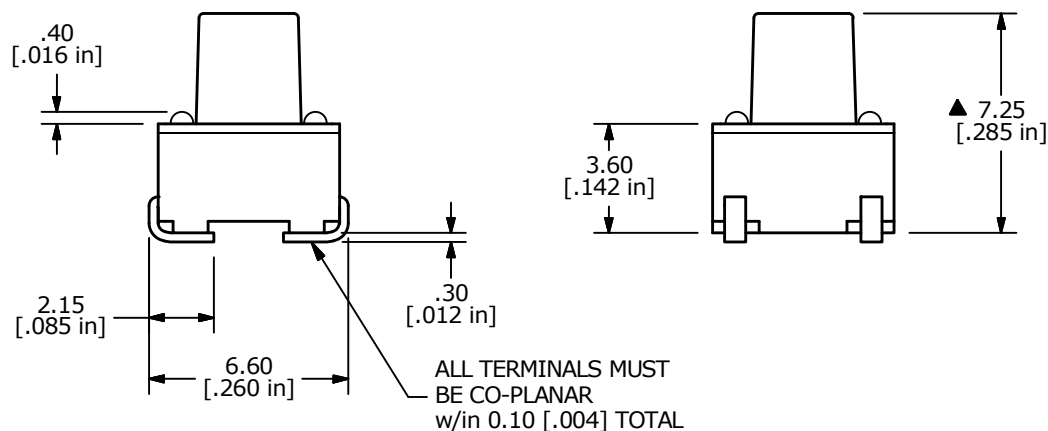 .40
[.016 in]
▲ 7.25
[.285 in]
3.60
[.142 in]
2.15
[.085 in]
.30
[.012 in]
6.60
[.260 in]
ALL TERMINALS MUST
BE CO-PLANAR
w/in 0.10 [.004] TOTAL